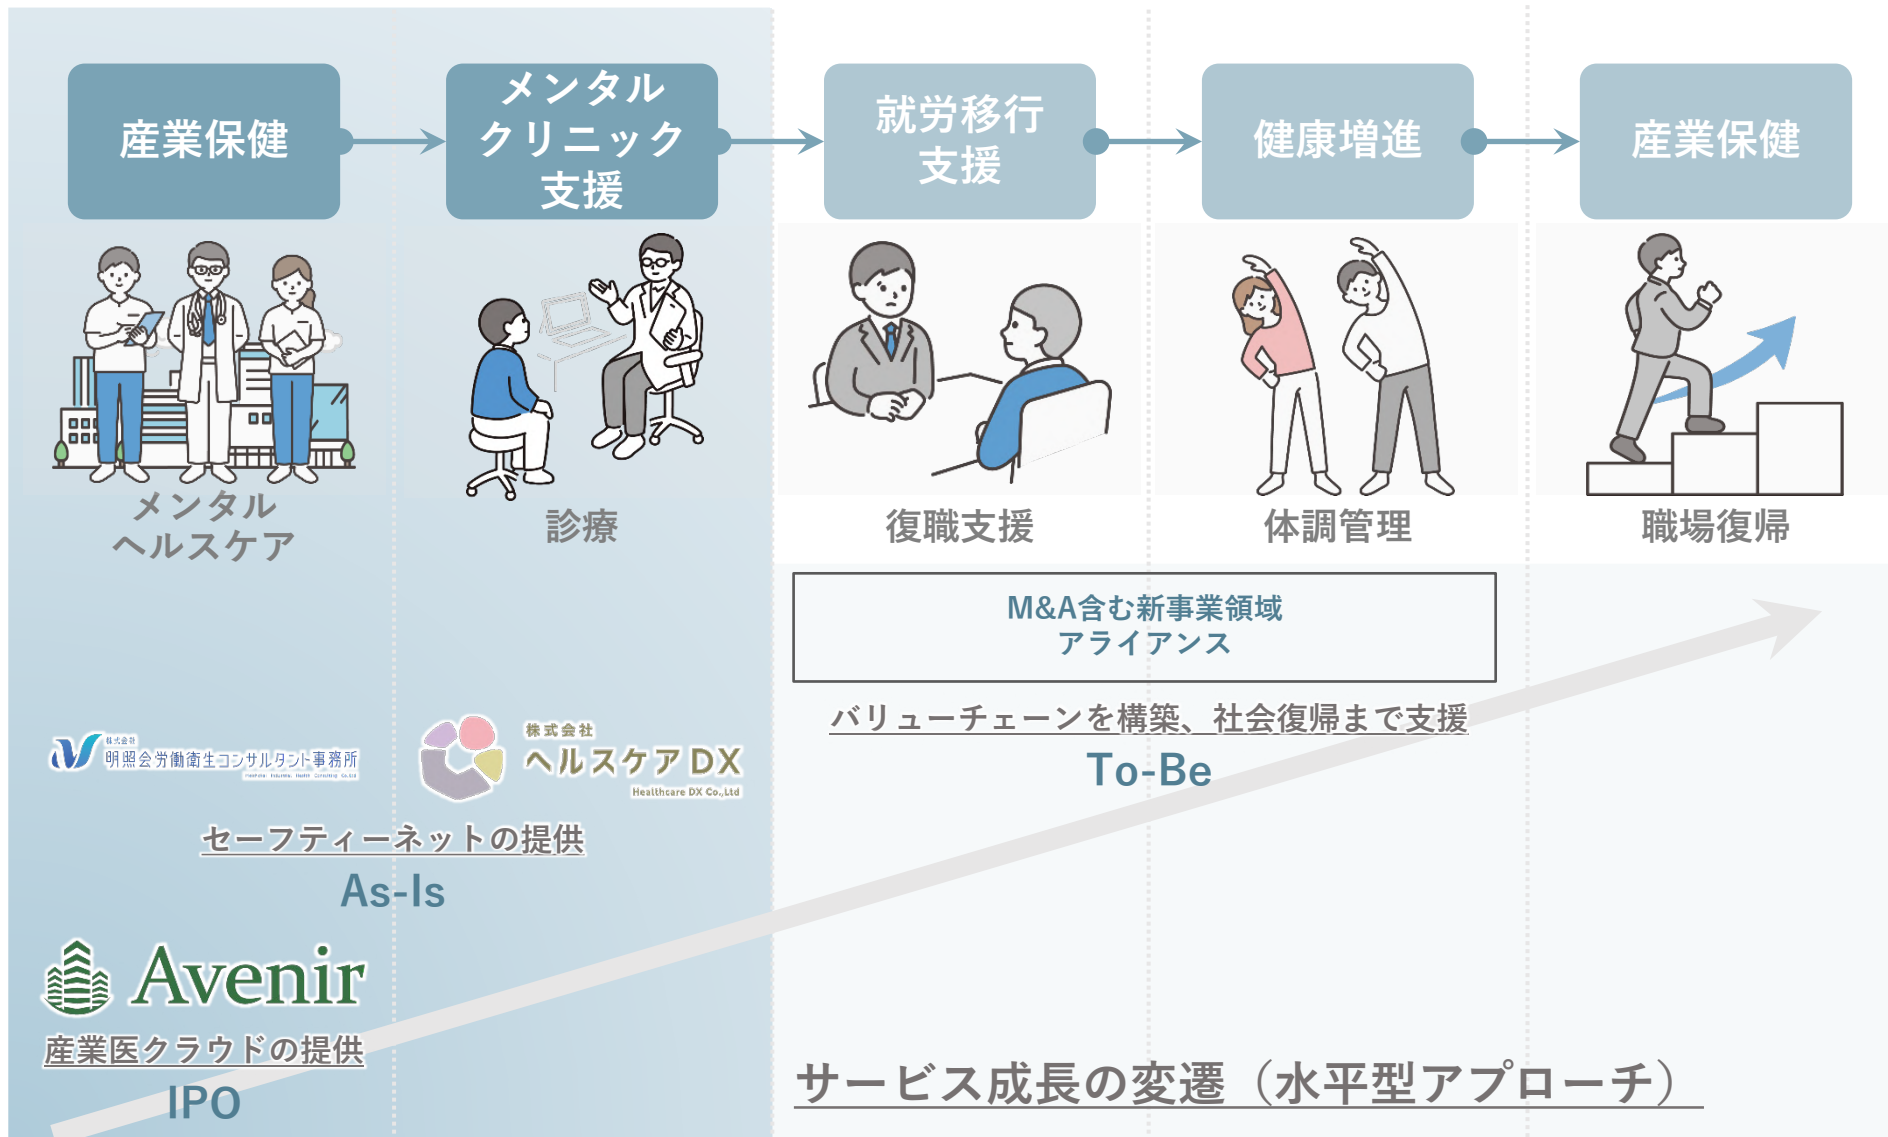 産業保健
メンタル
クリニック
支援
就労移行
支援
健康増進
産業保健
メンタル
ヘルスケア
診療
復職支援
体調管理
職場復帰
M&A含む新事業領域
アライアンス
バリューチェーンを構築、社会復帰まで支援
To-Be
株式会社
明照会労働衛生コンサルタント事務所
株式会社
ヘルスケアDX
Healthcare DX Co.,Ltd
セーフティーネットの提供
As-Is
Avenir
産業医クラウドの提供
IPO
サービス成長の変遷（水平型アプローチ）